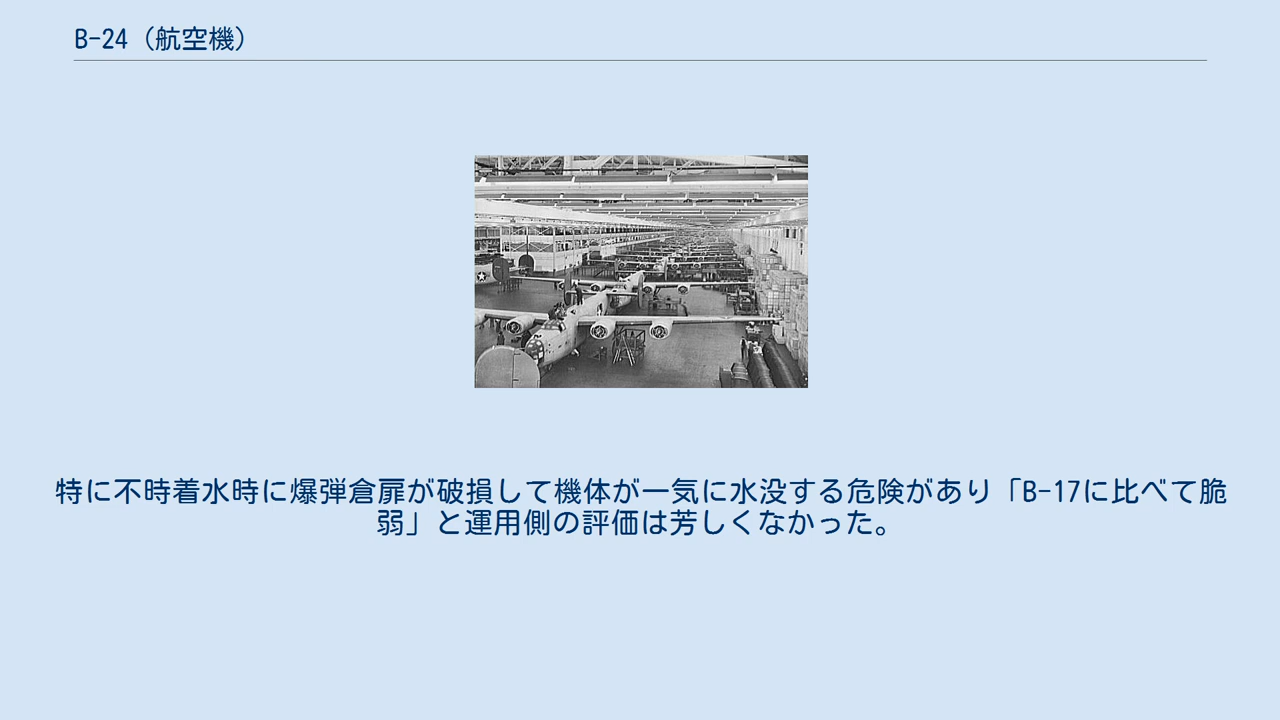 B-24（航空機）
特に不時着水時に爆弾倉扉が破損して機体が一気に水没する危険があり「B-17に比べて脆
弱」と運用側の評価は芳しくなかった。